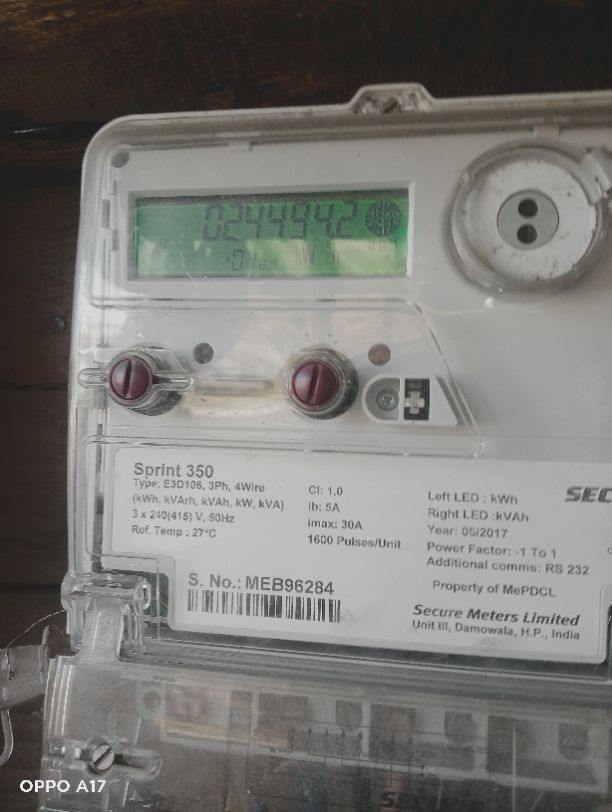 024494.2
kW h
Sprint 350
Type: E3D106, 3Ph, 4Wire
(kWh, kVArh, kVAh, kW, kVA)
3 x 240(415) V, 50Hz
Ref. Temp : 27°C
Cl: 1.0
Ib: 5A
Imax: 30A
1600 Pulses/Unit
Left LED : kWh
Right LED :kVAh
Year: 05/2017
Power Factor: -1 To 1
Additional comms: RS 232
SEC
S. No.: MEB96284
Property of MePDCL
Secure Meters Limited
Unit III, Damowala, H.P., India
OPPO A17